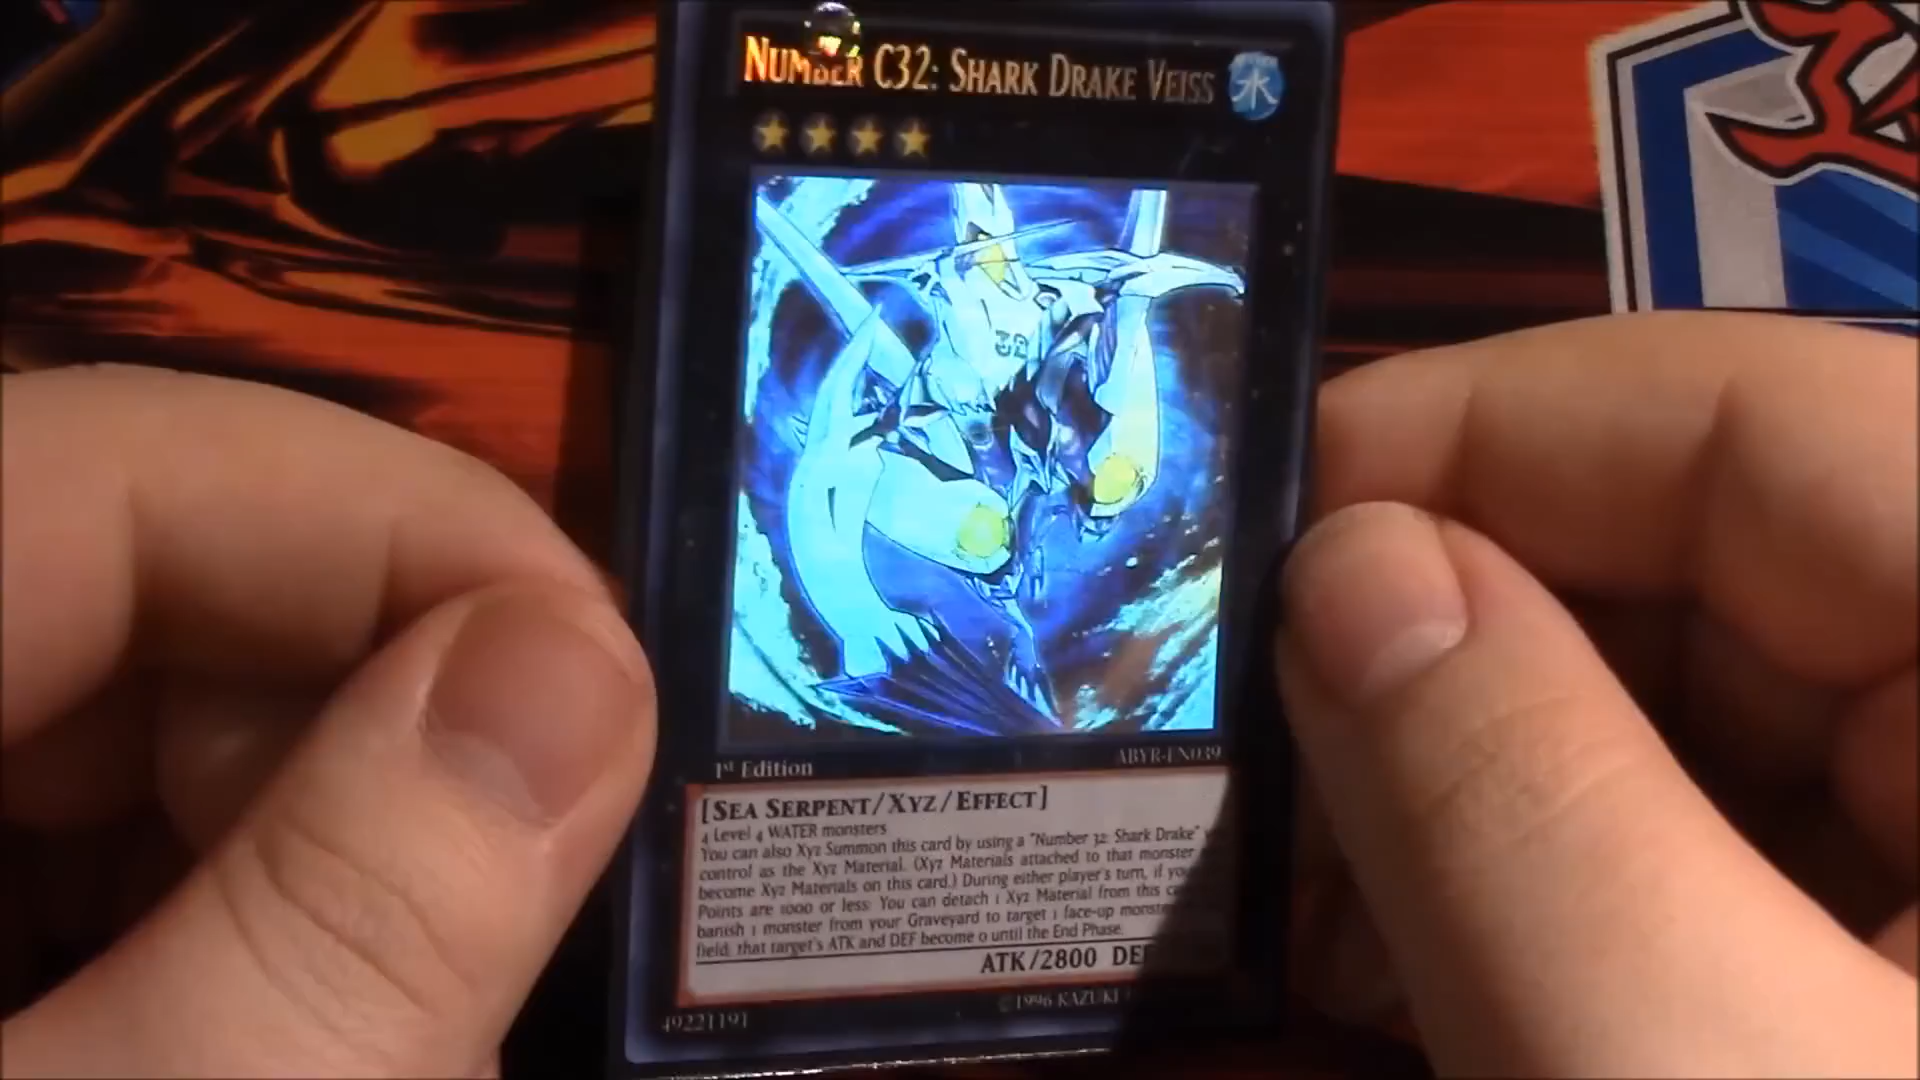 NUMBER C32: SHARK DRAKE VEISS
水
32
1st Edition
ABYR-EN039
[SEA SERPENT/XYZ/EFFECT]
4 Level 4 WATER monsters
You can also Xyz Summon this card by using a "Number 32: Shark Drake"
control as the Xyz Material. (Xyz Materials attached to that monster
become Xyz Materials on this card.) During either player's turn, if
Points are 1000 or less: You can detach 1 Xyz Material from this
banish 1 monster from your Graveyard to target 1 face-up
field; that target's ATK and DEF become 0 until the End Phase.
ATK/2800
©1996 KAZUKI
49221191